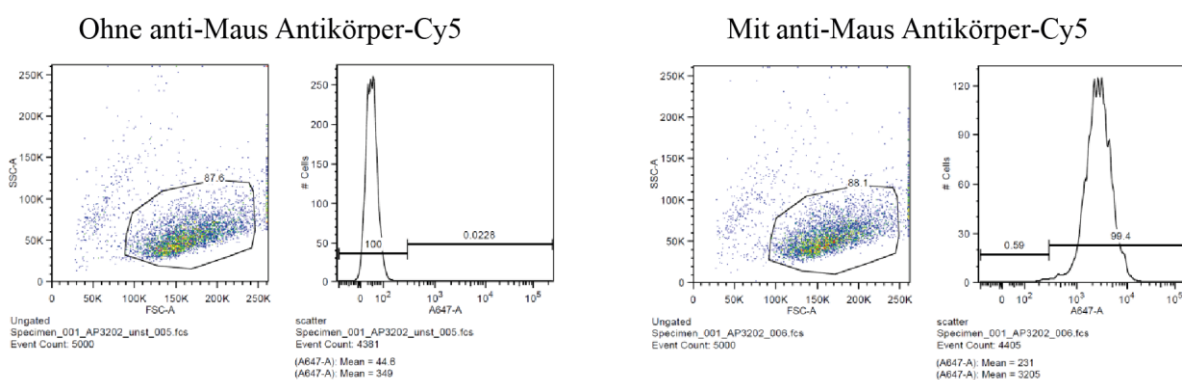 Ohne anti-Maus Antikörper-Cy5
250K
200K
150K
100K
50K
0
SSC-A
87.6
0 50K 100K 150K 200K 250K
FSC-A
Ungated
Specimen_001_AP3202_unst_005.fcs
Event Count: 5000
250
200
150
100
50
0
# Cells
100
0.0228
0 10² 10³ 10⁴ 10⁵
A647-A
scatter
Specimen_001_AP3202_unst_005.fcs
Event Count: 4381
(A647-A): Mean = 44.6
(A647-A): Mean = 349
Mit anti-Maus Antikörper-Cy5
250K
200K
150K
100K
50K
0
SSC-A
88.1
0 50K 100K 150K 200K 250K
FSC-A
Ungated
Specimen_001_AP3202_006.fcs
Event Count: 5000
120
90
60
30
0
# Cells
0.59
99.4
0 10² 10³ 10⁴ 10⁵
A647-A
scatter
Specimen_001_AP3202_006.fcs
Event Count: 4405
(A647-A): Mean = 231
(A647-A): Mean = 3205